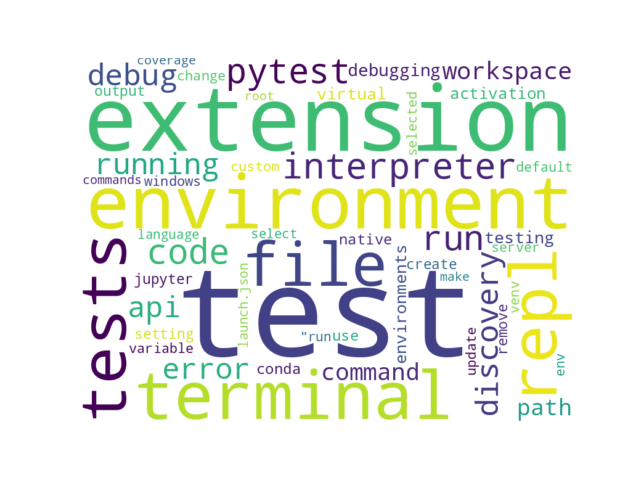 coverage
debug
change
pytest
debugging
workspace
output
root
virtual
selected
activation
extension
running
custom
interpreter
default
commands
windows
environment
language
select
native
run
testing
server
tests
code
file
jupyter
launch.json
environments
create
make
discovery
remove
venv
repl
api
test
setting
variable
"run
use
update
env
error
conda
command
terminal
path